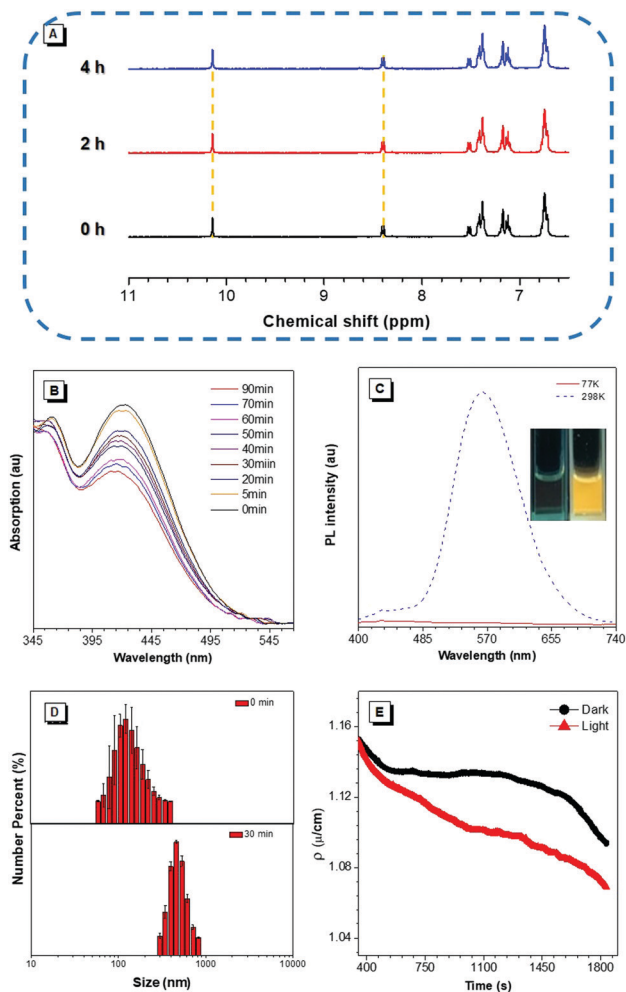 A
4 h
2 h
0 h
11 10 9 8 7
Chemical shift (ppm)
B
90min
70min
60min
50min
40min
30miin
20min
5min
0min
Absorption (au)
345 395 445 495 545
Wavelength (nm)
C
77K
298K
PL intensity (au)
400 485 570 655 740
Wavelength (nm)
D
0 min
30 min
Number Percent (%)
10 100 1000 10000
Size (nm)
E
Dark
Light
1.16
1.12
1.08
1.04
ρ (μ/cm)
400 750 1100 1450 1800
Time (s)